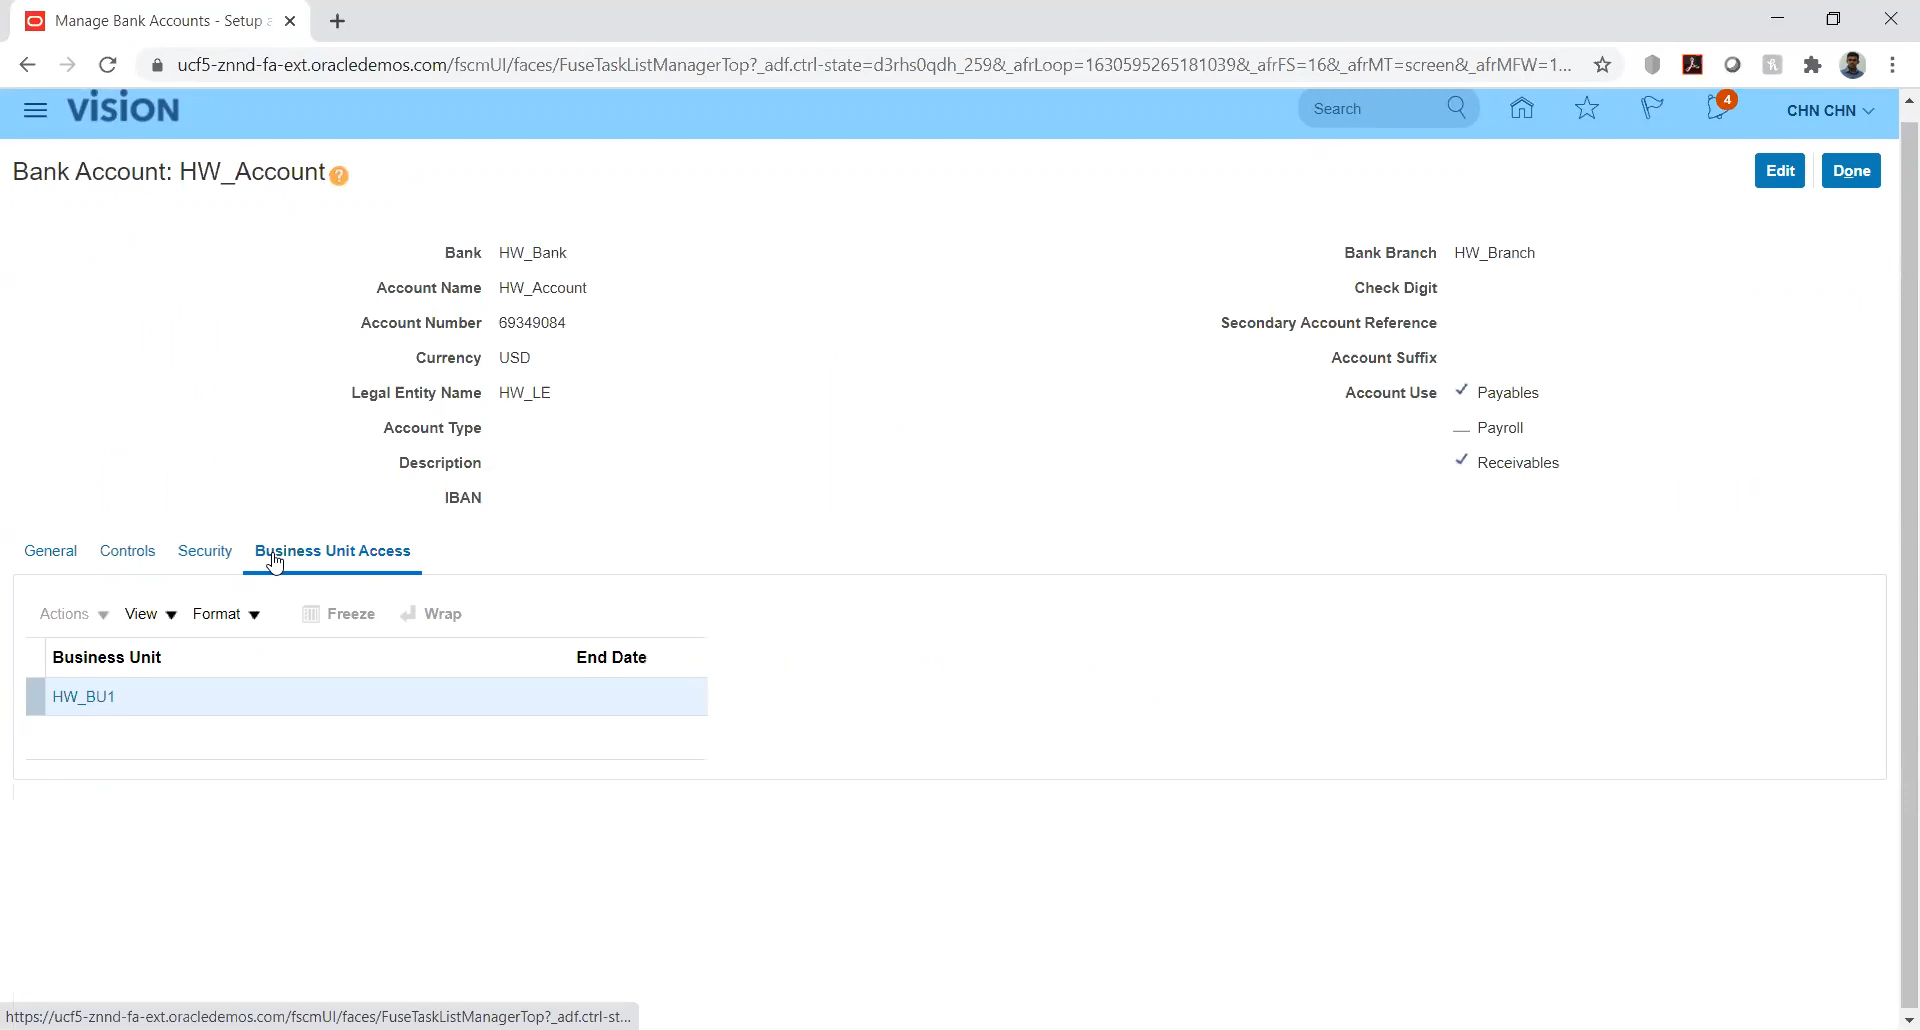 Manage Bank Accounts - Setup
ucf5-znnd-fa-ext.oracledemos.com/fscmUI/faces/FuseTaskListManagerTop?_adf.ctrl-state=d3rhs0qdh_259&_afrLoop=1630595265181039&_afrFS=16&_afrMT=screen&_afrMFW=1...
VISION
Search
4
CHN CHN
Bank Account: HW_Account ?
Edit
Done
Bank HW_Bank
Bank Branch HW_Branch
Account Name HW_Account
Check Digit
Account Number 69349084
Secondary Account Reference
Currency USD
Account Suffix
Legal Entity Name HW_LE
Account Use Payables
Account Type
Payroll
Description
Receivables
IBAN
General Controls Security Business Unit Access
Actions View Format Freeze Wrap
Business Unit End Date
HW_BU1
https://ucf5-znnd-fa-ext.oracledemos.com/fscmUI/faces/FuseTaskListManagerTop?_adf.ctrl-st...